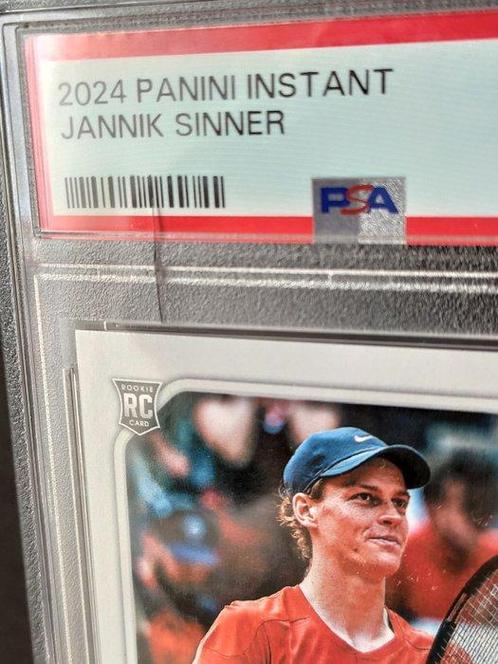 2024 PANINI INSTANT
JANNIK SINNER
PSA
ROOKIE
RC
CARD